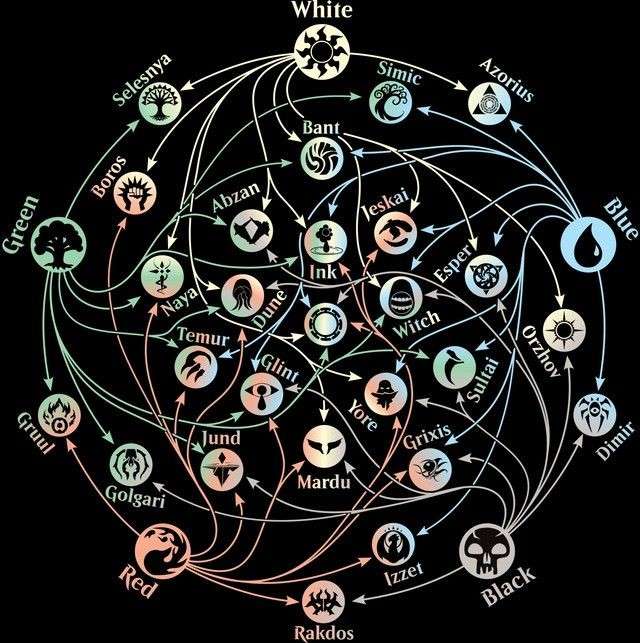 White
Selesnya
Simic
Azorius
Bant
Boros
Abzan
Jeskai
Green
Blue
Ink
Esper
Naya
Dune
Witch
Orzhov
Temur
Glint
Yore
Sultai
Gruul
Jund
Grixis
Dimir
Golgari
Mardu
Izzet
Red
Black
Rakdos